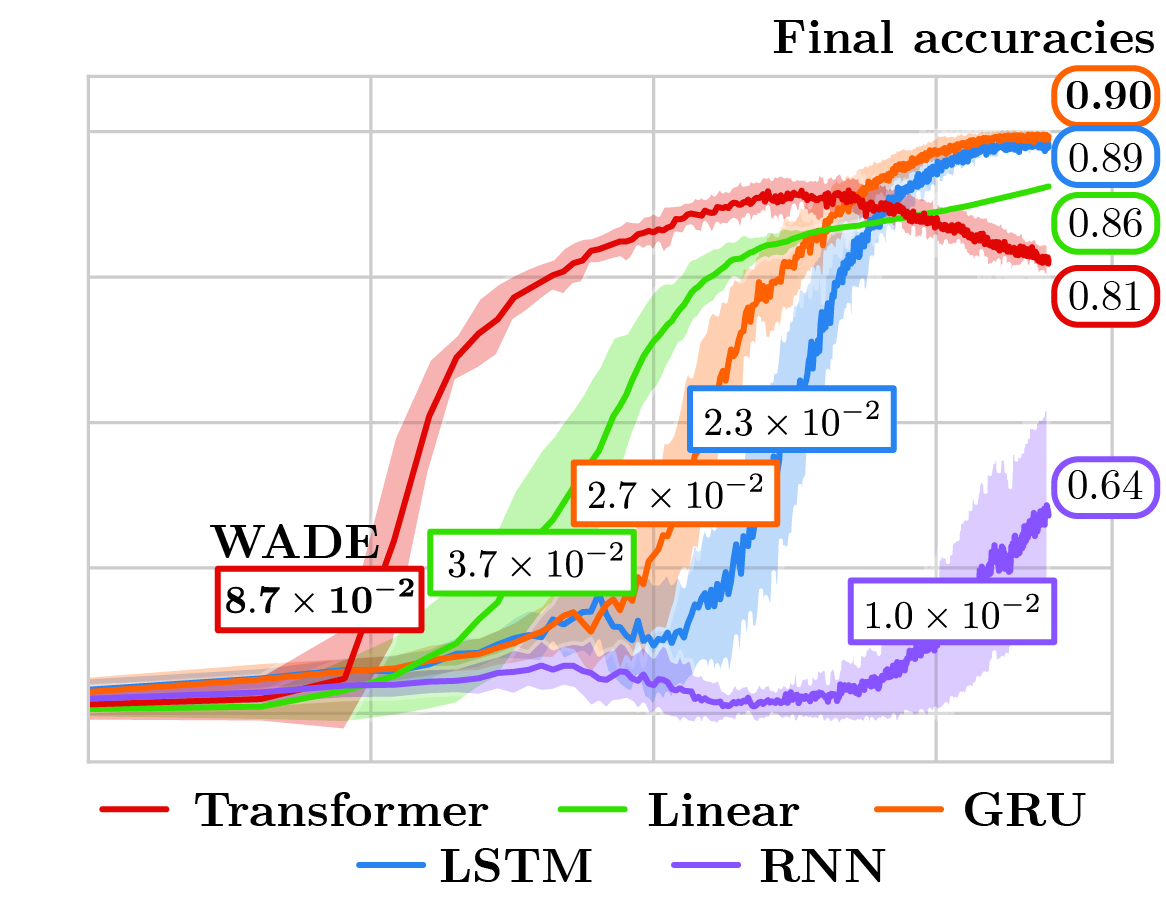 Final accuracies
0.90
0.89
0.86
0.81
2.3 × 10⁻²
2.7 × 10⁻²
0.64
WADE
3.7 × 10⁻²
8.7 × 10⁻²
1.0 × 10⁻²
Transformer Linear GRU
LSTM RNN